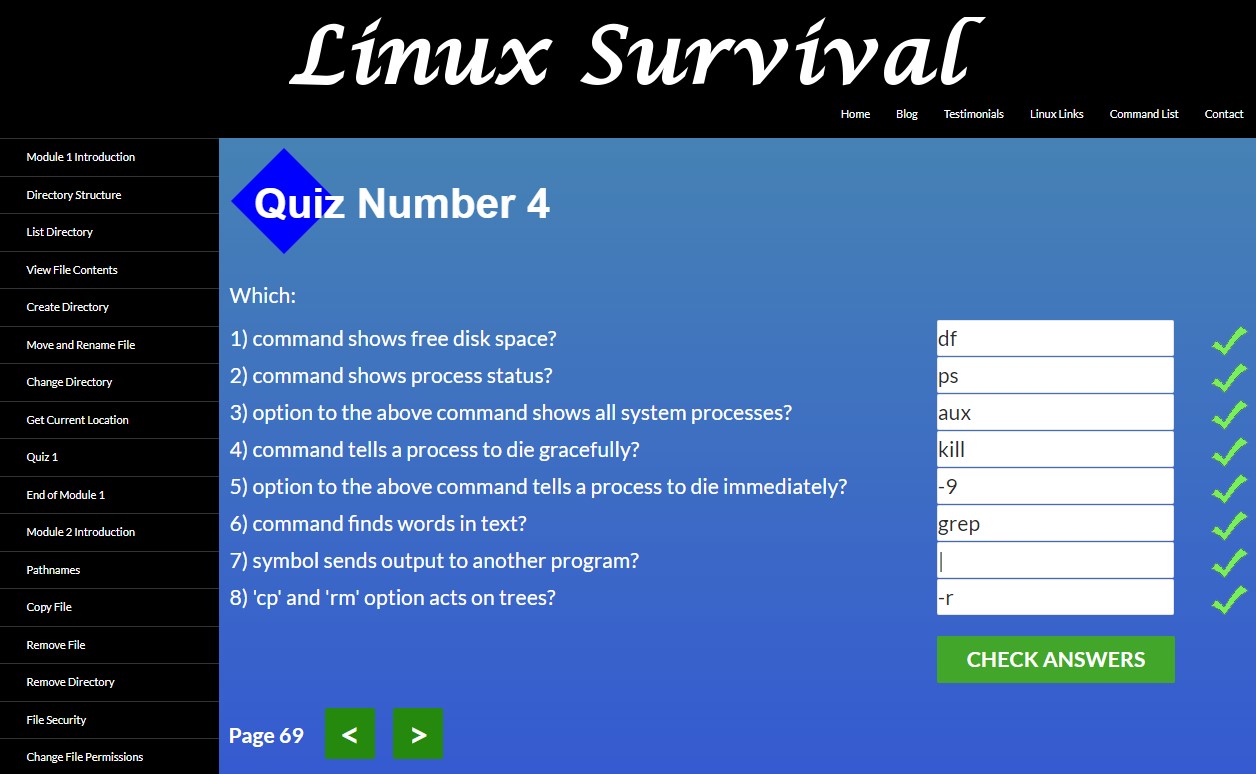 Linux Survival
Home Blog Testimonials Linux Links Command List Contact
Module 1 Introduction
Directory Structure
List Directory
View File Contents
Create Directory
Move and Rename File
Change Directory
Get Current Location
Quiz 1
End of Module 1
Module 2 Introduction
Pathnames
Copy File
Remove File
Remove Directory
File Security
Change File Permissions
Quiz Number 4
Which:
1) command shows free disk space? df
2) command shows process status? ps
3) option to the above command shows all system processes? aux
4) command tells a process to die gracefully? kill
5) option to the above command tells a process to die immediately? -9
6) command finds words in text? grep
7) symbol sends output to another program? |
8) 'cp' and 'rm' option acts on trees? -r
CHECK ANSWERS
Page 69 < >